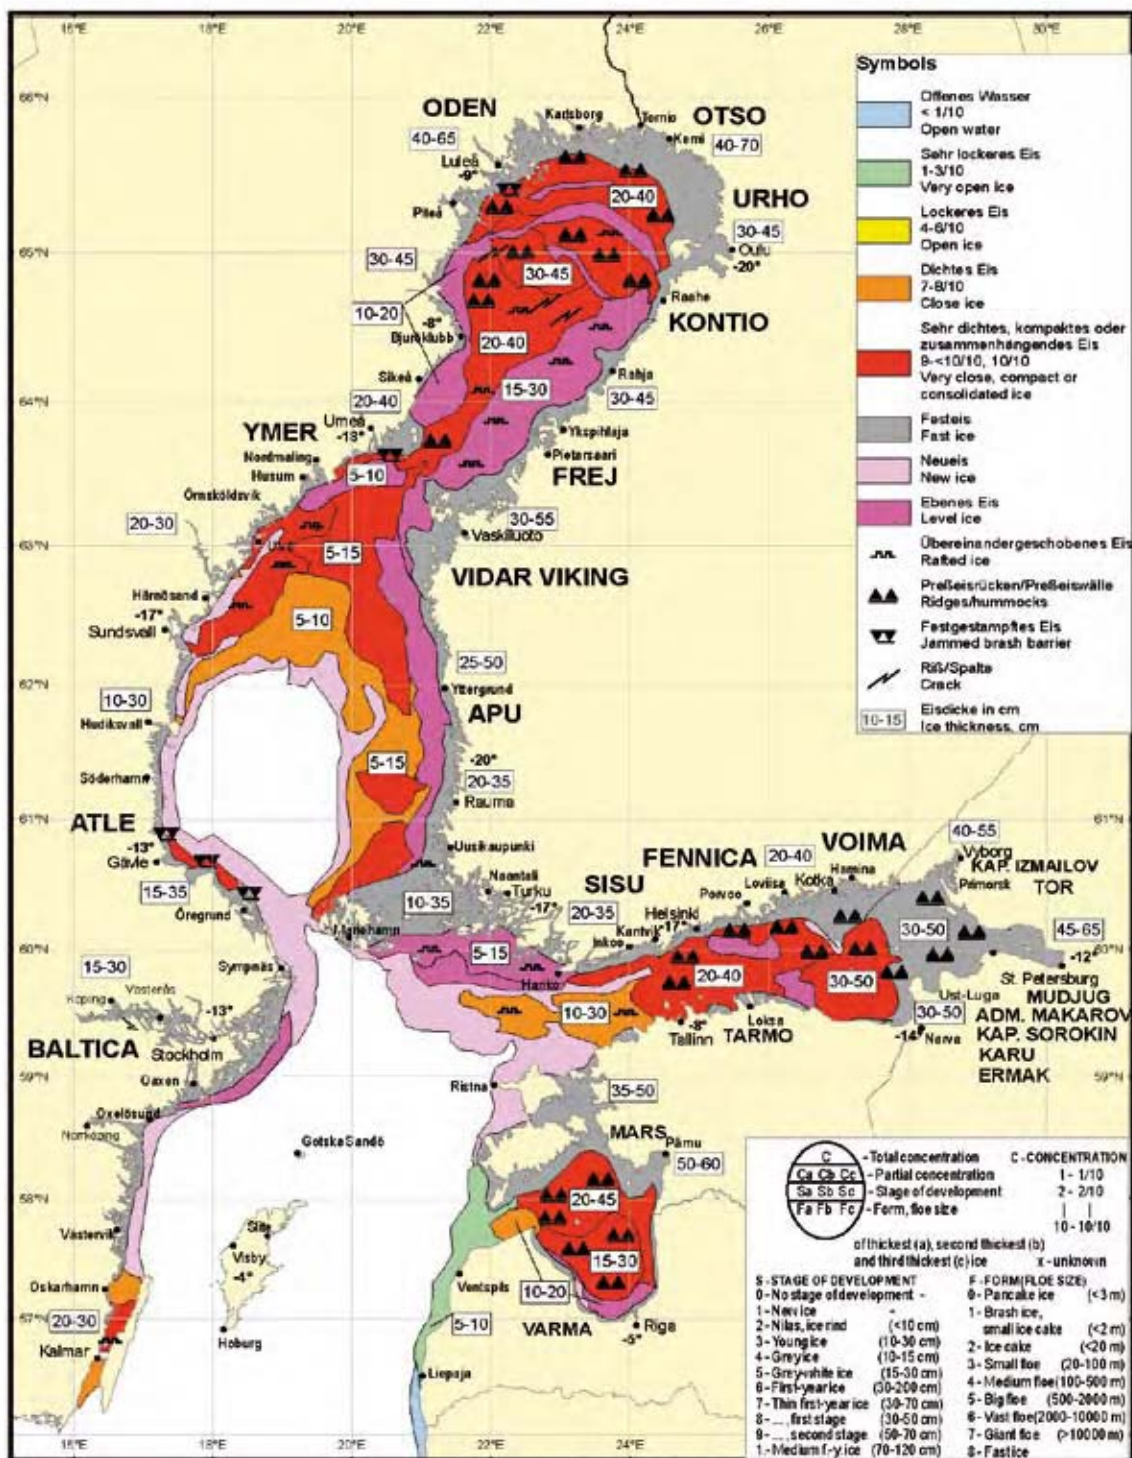 16°E 18°E 20°E 22°E 24°E 26°E 28°E 30°E
66°N
65°N
64°N
63°N
62°N
61°N
60°N
59°N
58°N
57°N
Symbols
Offenes Wasser
< 1/10
Open water
Sehr lockeres Eis
1-3/10
Very open ice
Lockeres Eis
4-6/10
Open ice
Dichtes Eis
7-8/10
Close ice
Sehr dichtes, kompaktes oder
zusammenhängendes Eis
9-<10/10, 10/10
Very close, compact or
consolidated ice
Festeis
Fast ice
Neueis
New ice
Ebenes Eis
Level ice
Übereinandergeschobenes Eis
Rafted ice
Preßeisrücken/Preßeiswälle
Ridges/hummocks
Festgestampftes Eis
Jammed brash barrier
Riß/Spalte
Crack
10-15
Eisdicke in cm
Ice thickness, cm
ODEN
Karlsborg
Tornio
OTSO
40-65
Kemi
40-70
Luleå
-9°
20-40
URHO
Piteå
30-45
Oulu
-20°
30-45
30-45
10-20
Raahe
KONTIO
-8°
Bjuröklubb
20-40
Sikeå
15-30
Rahja
30-45
20-40
Umeå
-13°
YMER
Nordmaling
Husum
Ykspihlaja
Pietarsaari
FREJ
5-10
Örnsköldsvik
20-30
30-55
Vaskiluoto
5-15
VIDAR VIKING
Härnösand
-17°
Sundsvall
5-10
25-50
Yttergrund
10-30
APU
Hudiksvall
5-15
-20°
20-35
Rauma
Söderhamn
ATLE
-13°
Gävle
Uusikaupunki
15-35
Öregrund
10-35
Naantali
Turku
-17°
SISU
20-35
FENNICA
20-40
VOIMA
40-55
Vyborg
KAP. IZMAILOV
TOR
Primorsk
Hamina
Kotka
Loviisa
Porvoo
Helsinki
-17°
Kantvik
Inkoo
Mariehamn
5-15
Hanko
20-40
30-50
30-50
45-65
-12°
St. Petersburg
Sympnäs
15-30
Köping
Västerås
-13°
Stockholm
BALTICA
10-30
Tallinn
-8°
Loksa
TARMO
Ust-Luga
30-50
-14°
Narva
MUDJUG
ADM. MAKAROV
KAP. SOROKIN
KARU
ERMAK
Oaxen
Oxelösund
Norrköping
Ristna
35-50
Gotska Sandö
MARS
Pärnu
50-60
20-45
Västervik
Slite
Visby
-4°
15-30
Ventspils
10-20
Oskarhamn
20-30
5-10
VARMA
Riga
-5°
Hoburg
Kalmar
Liepaja
C - Total concentration
Ca Cb Cc - Partial concentration
Sa Sb Sc - Stage of development
Fa Fb Fc - Form, floe size
C - CONCENTRATION
1 - 1/10
2 - 2/10
| |
10 - 10/10
of thickest (a), second thickest (b)
and third thickest (c) ice
x - unknown
S - STAGE OF DEVELOPMENT
0 - No stage of development -
1 - New ice -
2 - Nilas, ice rind (<10 cm)
3 - Young ice (10-30 cm)
4 - Grey ice (10-15 cm)
5 - Grey-white ice (15-30 cm)
6 - First-year ice (30-200 cm)
7 - Thin first-year ice (30-70 cm)
8 - ..., first stage (30-50 cm)
9 - ..., second stage (50-70 cm)
1. - Medium f.-y. ice (70-120 cm)
F - FORM (FLOE SIZE)
0 - Pancake ice (<3 m)
1 - Brash ice,
small ice cake (<2 m)
2 - Ice cake (<20 m)
3 - Small floe (20-100 m)
4 - Medium floe (100-500 m)
5 - Big floe (500-2000 m)
6 - Vast floe (2000-10000 m)
7 - Giant floe (>10000 m)
8 - Fast ice
16°E 18°E 20°E 22°E 24°E